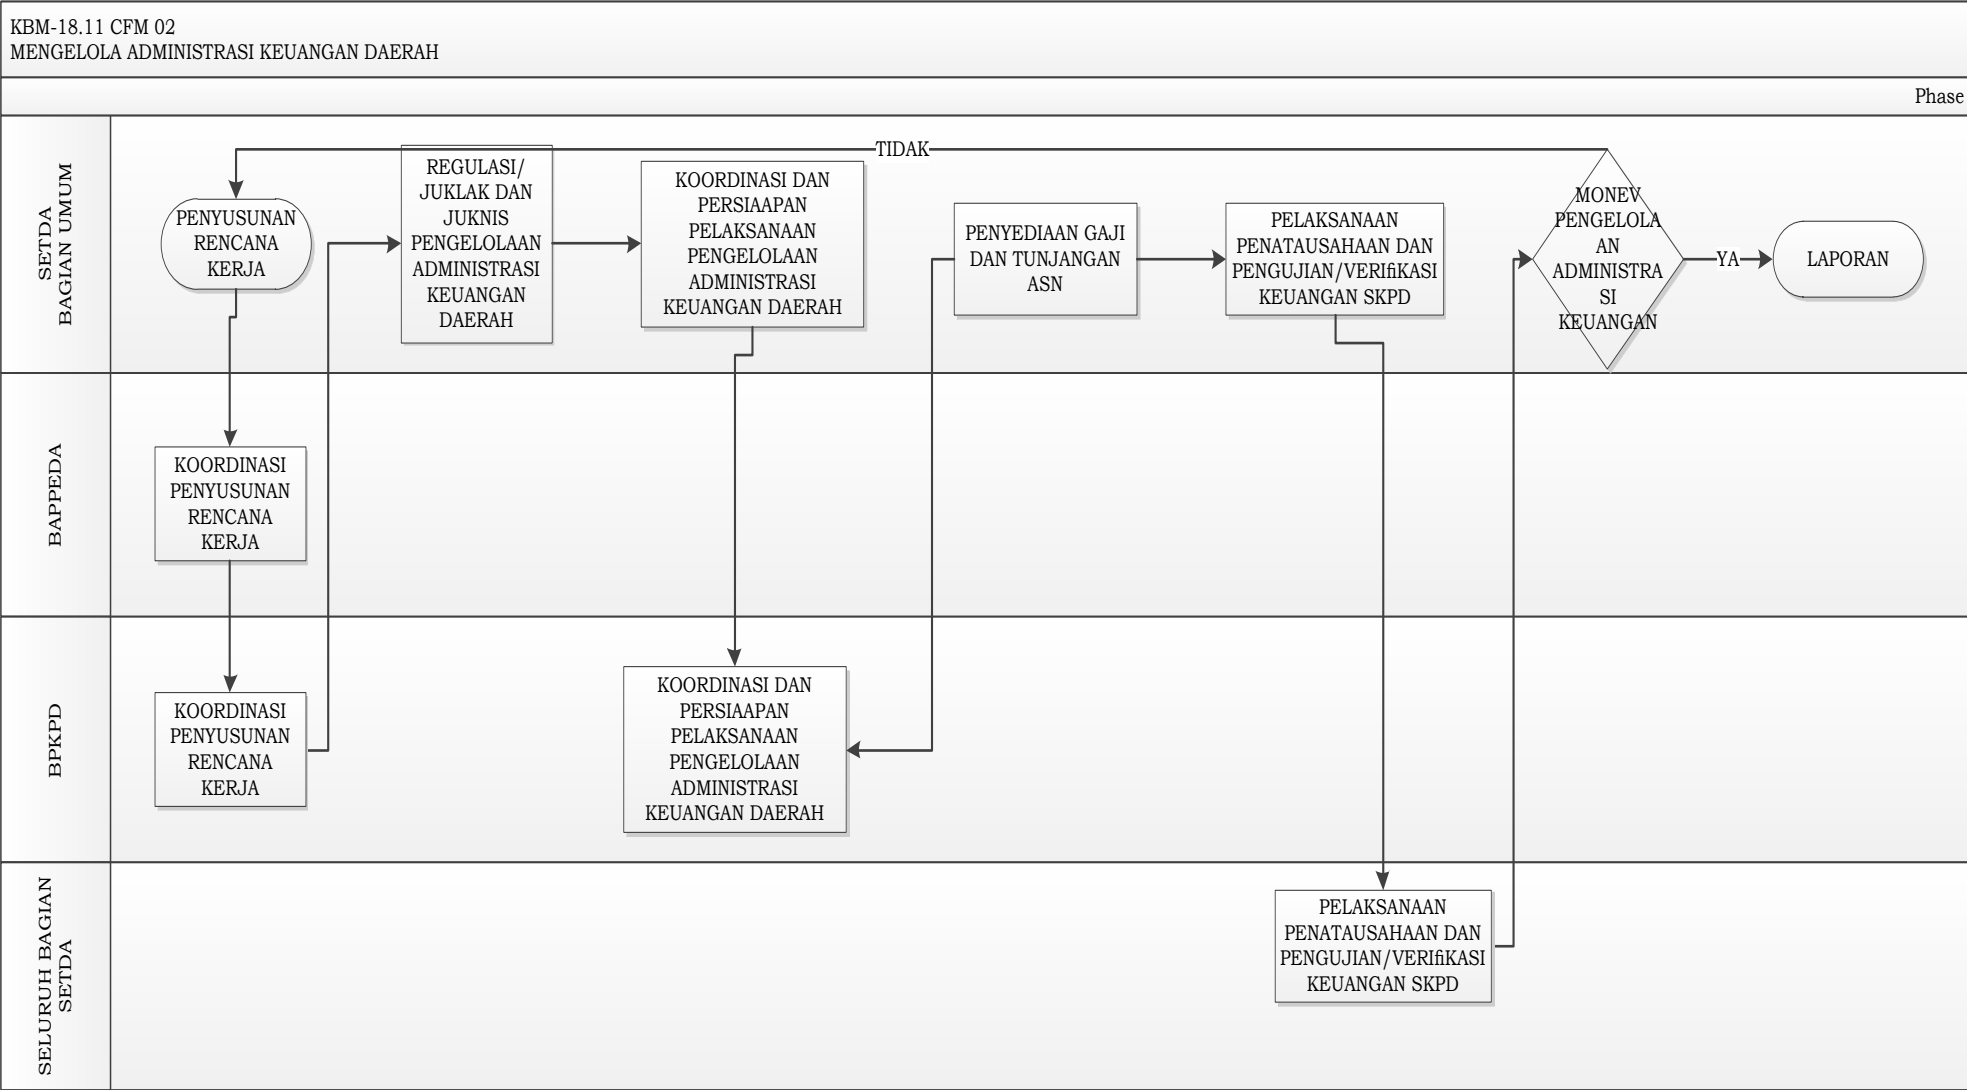 KBM-18.11 CFM 02
MENGELOLA ADMINISTRASI KEUANGAN DAERAH
Phase
SETDA
BAGIAN UMUM
TIDAK
PENYUSUNAN
RENCANA
KERJA
REGULASI/
JUKLAK DAN
JUKNIS
PENGELOLAAN
ADMINISTRASI
KEUANGAN
DAERAH
KOORDINASI DAN
PERSIAAPAN
PELAKSANAAN
PENGELOLAAN
ADMINISTRASI
KEUANGAN DAERAH
PENYEDIAAN GAJI
DAN TUNJANGAN
ASN
PELAKSANAAN
PENATAUSAHAAN DAN
PENGUJIAN/VERIfiKASI
KEUANGAN SKPD
MONEV
PENGELOLA
AN
ADMINISTRA
SI
KEUANGAN
YA
LAPORAN
BAPPEDA
KOORDINASI
PENYUSUNAN
RENCANA
KERJA
BPKPD
KOORDINASI
PENYUSUNAN
RENCANA
KERJA
KOORDINASI DAN
PERSIAAPAN
PELAKSANAAN
PENGELOLAAN
ADMINISTRASI
KEUANGAN DAERAH
SELURUH BAGIAN
SETDA
PELAKSANAAN
PENATAUSAHAAN DAN
PENGUJIAN/VERIfiKASI
KEUANGAN SKPD